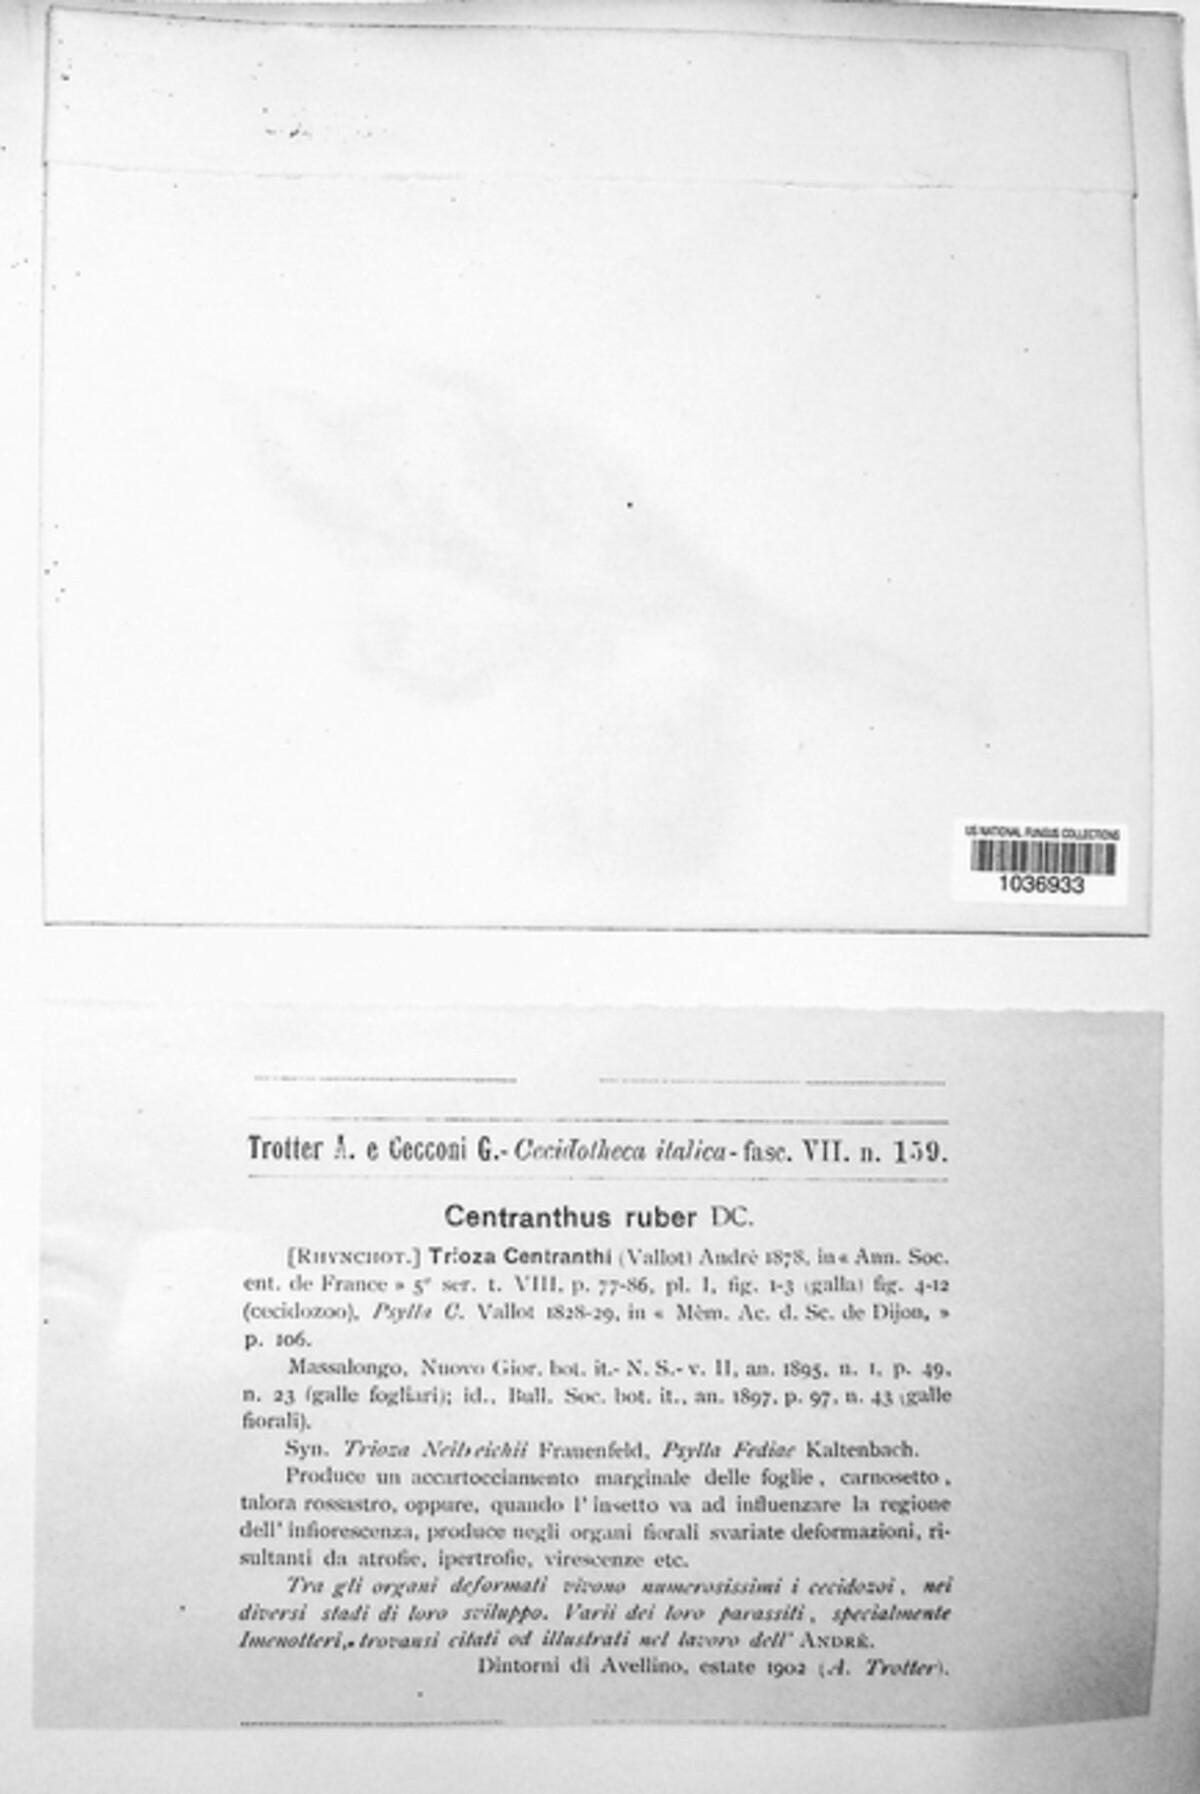 US NATIONAL FUNGUS COLLECTIONS
1036933
Trotter A. e Cecconi G.- Cecidotheca italica - fasc. VII. n. 159.
Centranthus ruber DC.
[RHYNCHOT.] Trioza Centranthi (Vallot) Andrè 1878, in « Ann. Soc.
ent. de France » 5e ser. t. VIII, p. 77-86, pl. I, fig. 1-3 (galla) fig. 4-12
(cecidozoo), Psylla C. Vallot 1828-29, in « Mèm. Ac. d. Sc. de Dijon, »
p. 106.
Massalongo, Nuovo Gior. bot. it.- N. S.- v. II, an. 1895, n. 1, p. 49,
n. 23 (galle fogliari); id., Bull. Soc. bot. it., an. 1897, p. 97, n. 43 (galle
fiorali).
Syn. Trioza Neilreichii Frauenfeld, Psylla Fediae Kaltenbach.
Produce un accartocciamento marginale delle foglie, carnosetto,
talora rossastro, oppure, quando l' insetto va ad influenzare la regione
dell' infiorescenza, produce negli organi fiorali svariate deformazioni, ri-
sultanti da atrofie, ipertrofie, virescenze etc.
Tra gli organi deformati vivono numerosissimi i cecidozoi, nei
diversi stadi di loro sviluppo. Varii dei loro parassiti, specialmente
Imenotteri, trovansi citati od illustrati nel lavoro dell' ANDRÈ.
Dintorni di Avellino, estate 1902 (A. Trotter).